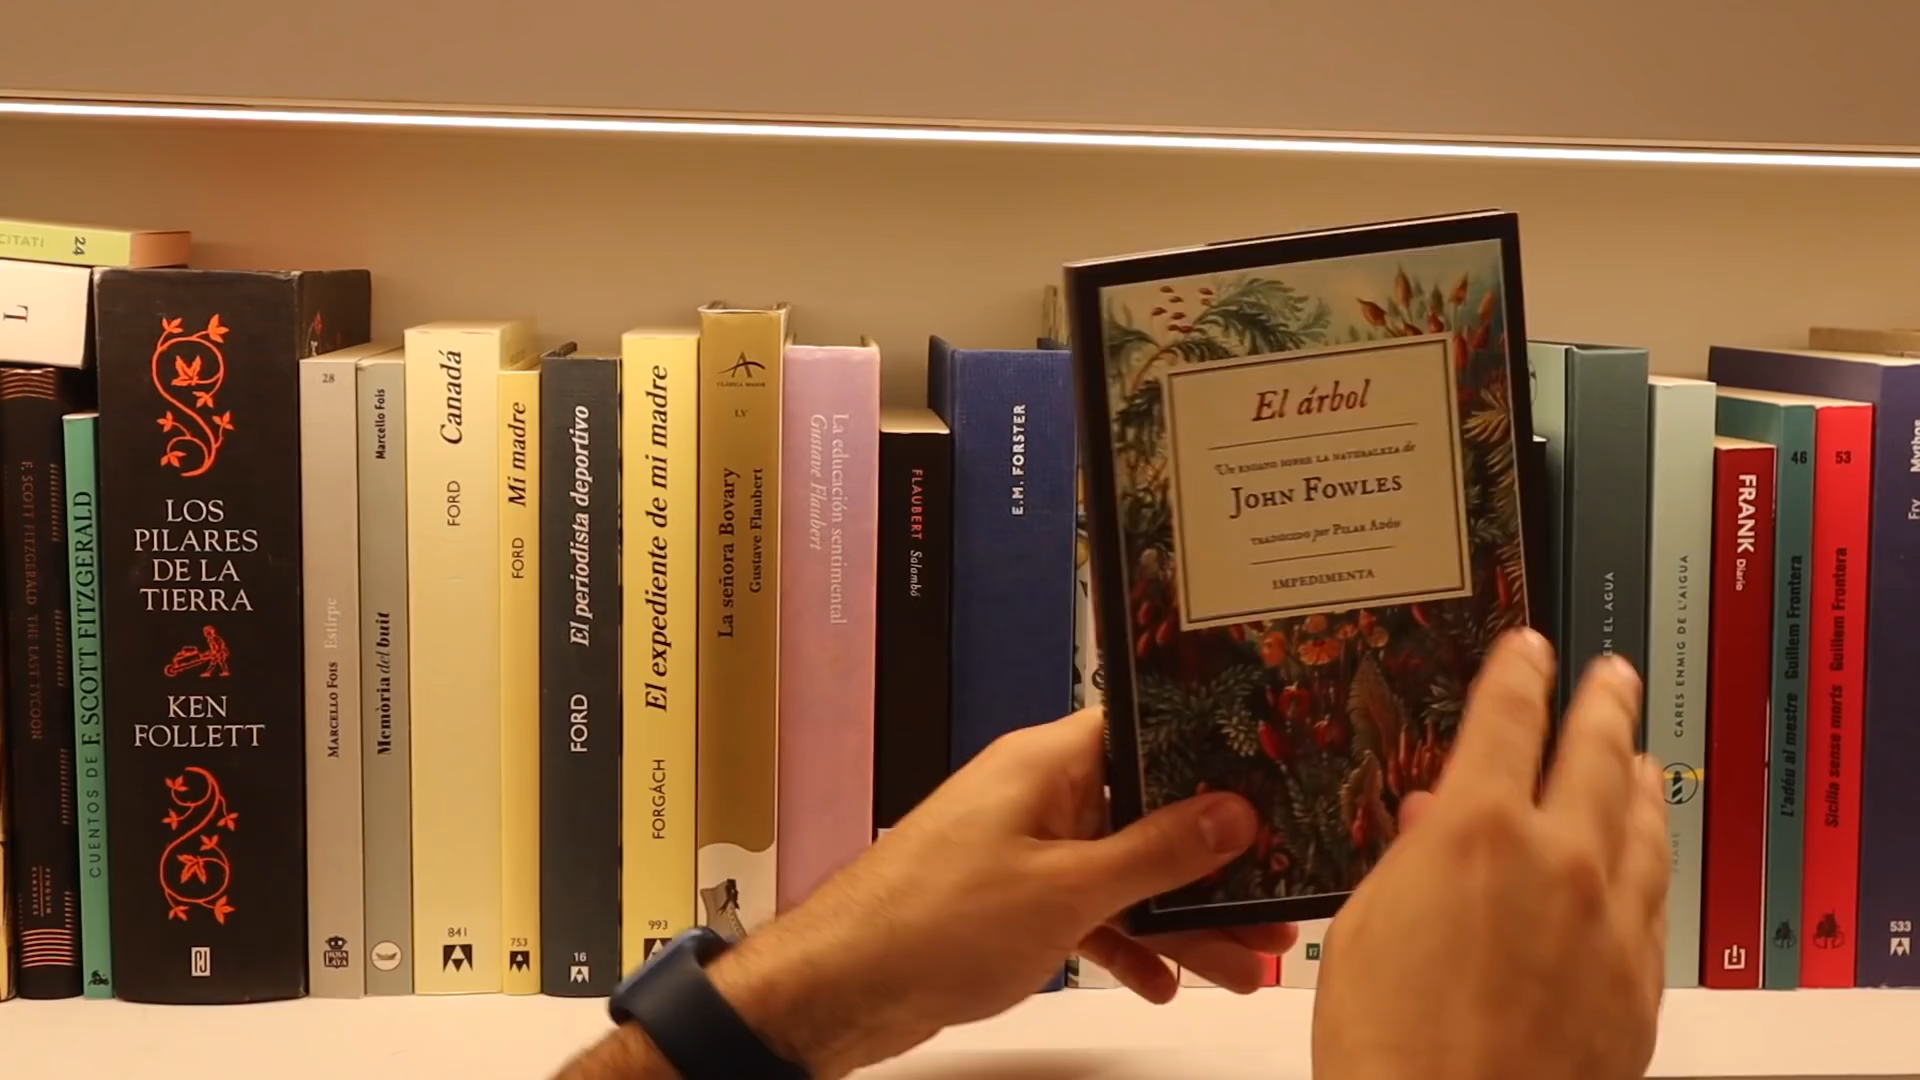 CITATI 24
L
F. SCOTT FITZGERALD THE LAST TYCOON
CUENTOS DE F. SCOTT FITZGERALD
LOS
PILARES
DE LA
TIERRA
KEN
FOLLETT
28
MARCELLO FOIS Estirpe
Marcello Fois
Memòria del buit
FORD Canadá
841
FORD Mi madre
753
FORD El periodista deportivo
16
FORGÁCH El expediente de mi madre
993
CLÁSICA MAIOR
LV
La señora Bovary
Gustave Flaubert
La educación sentimental
Gustave Flaubert
FLAUBERT Salambó
E.M. FORSTER
El árbol
Un ensayo sobre la naturaleza de
John Fowles
traducido por Pilar Adón
IMPEDIMENTA
17
EN EL AGUA
CARES ENMIG DE L'AIGUA
FRANK Diario
46
L'adéu al mestre Guillem Frontera
53
Sicília sense morts Guillem Frontera
Fry Mythos
533